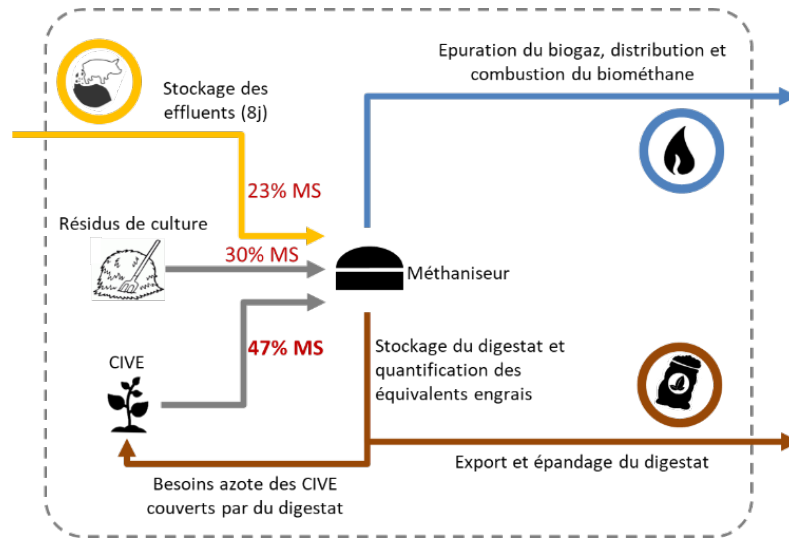 Epuration du biogaz, distribution et
combustion du biométhane
Stockage des
effluents (8j)
23% MS
Résidus de culture
30% MS
Méthaniseur
47% MS
CIVE
Stockage du digestat et
quantification des
équivalents engrais
Export et épandage du digestat
Besoins azote des CIVE
couverts par du digestat